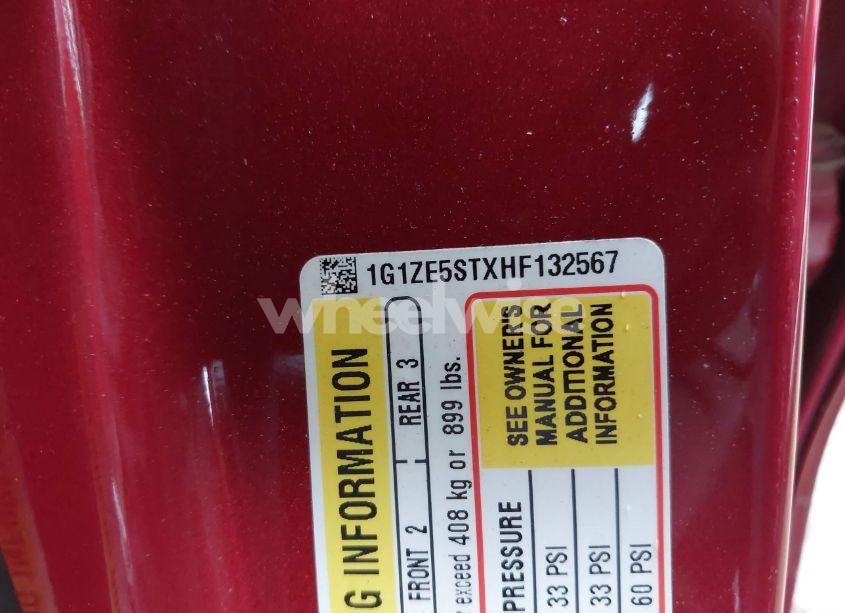 1G1ZE5STXHF132567
wheelwise
G INFORMATION
FRONT 2
REAR 3
exceed 408 kg or 899 lbs.
PRESSURE
33 PSI
33 PSI
60 PSI
SEE OWNER'S
MANUAL FOR
ADDITIONAL
INFORMATION